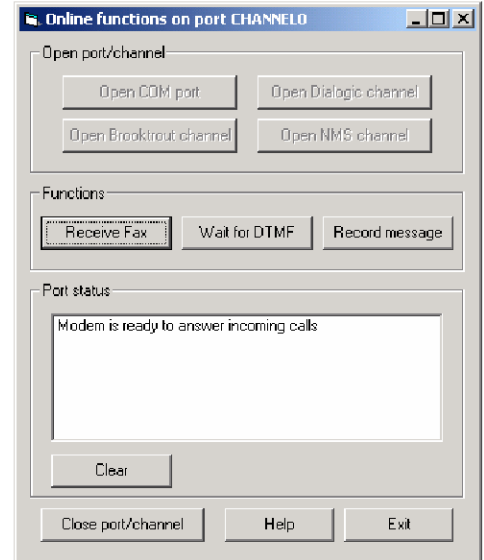 Online functions on port CHANNEL0
Open port/channel
Open COM port
Open Dialogic channel
Open Brooktrout channel
Open NMS channel
Functions
Receive Fax
Wait for DTMF
Record message
Port status
Modem is ready to answer incoming calls
Clear
Close port/channel
Help
Exit